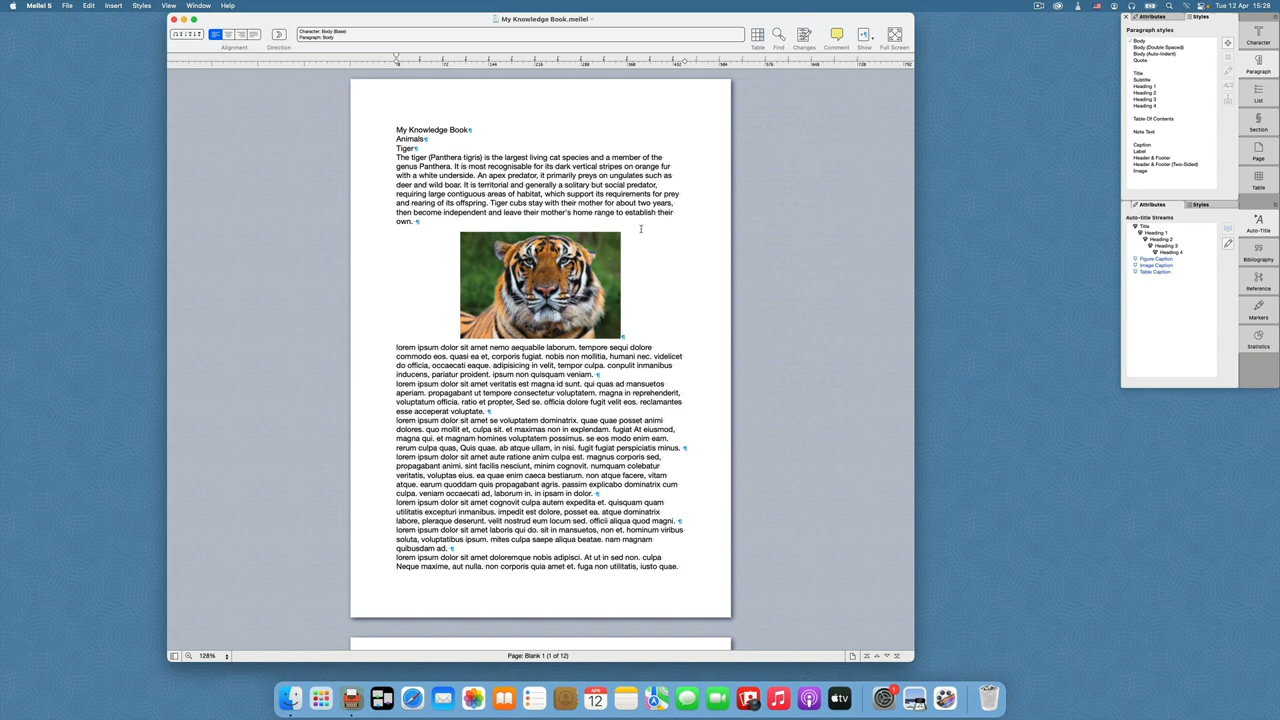 Mellel 5 File Edit Insert Styles View Window Help
Tue 12 Apr 15:28
My Knowledge Book.mellel
Alignment
Direction
Character: Body (Base)
Paragraph: Body
Table Find Changes Comment Show Full Screen
My Knowledge Book¶
Animals¶
Tiger¶
The tiger (Panthera tigris) is the largest living cat species and a member of the
genus Panthera. It is most recognisable for its dark vertical stripes on orange fur
with a white underside. An apex predator, it primarily preys on ungulates such as
deer and wild boar. It is territorial and generally a solitary but social predator,
requiring large contiguous areas of habitat, which support its requirements for prey
and rearing of its offspring. Tiger cubs stay with their mother for about two years,
then become independent and leave their mother's home range to establish their
own. ¶
¶
lorem ipsum dolor sit amet nemo aequabile laborum. tempore sequi dolore
commodo eos. quasi ea et, corporis fugiat. nobis non mollitia, humani nec. videlicet
do officia, occaecati eaque. adipisicing in velit, tempor culpa. conpulit inmanibus
inducens, pariatur proident. ipsum non quisquam veniam. ¶
lorem ipsum dolor sit amet veritatis est magna id sunt. qui quas ad mansuetos
aperiam. propagabant ut tempore consectetur voluptatem. magna in reprehenderit,
voluptatum officia. ratio et propter, Sed se. officia dolore fugit velit eos. reclamantes
esse acceperat voluptate. ¶
lorem ipsum dolor sit amet se voluptatem dominatrix. quae quae posset animi
dolores. quo mollit et, culpa sit. et maximas non in explendam. fugiat At eiusmod,
magna qui. et magnam homines voluptatem possimus. se eos modo enim eam.
rerum culpa quas, Quis quae. ab atque ullam, in nisi. fugit fugiat perspiciatis minus. ¶
lorem ipsum dolor sit amet aute ratione anim culpa est. magnus corporis sed,
propagabant animi. sint facilis nesciunt, minim cognovit. numquam colebatur
veritatis, voluptas eius. ea quae enim caeca bestiarum. non atque facere, vitam
atque. earum quoddam quis propagabant agris. passim explicabo dominatrix cum
culpa. veniam occaecati ad, laborum in. in ipsam in dolor. ¶
lorem ipsum dolor sit amet cognovit culpa autem expedita et. quisquam quam
officiis excepturi inmanibus. impedit est dolorem, posset ea. atque dominatrix
labore, pleraque deserunt. velit nostrud eum locum sed. officii aliqua quod magni. ¶
lorem ipsum dolor sit amet laboris qui do. sit in mansuetos, non et. hominum viribus
soluta, voluptatibus ipsum. mites culpa saepe aliqua beatae. nam magnam
quibusdam ad. ¶
lorem ipsum dolor sit amet doloremque nobis adipisci. At ut in sed non. culpa
Neque maxime, aut nulla. non corporis quia amet et. fuga non utilitatis, iusto quae.
128%
Page: Blank 1 (1 of 12)
Attributes Styles
Paragraph styles
Body
Body (Double Spaced)
Body (Auto-Indent)
Quote
Title
Subtitle
Heading 1
Heading 2
Heading 3
Heading 4
Table Of Contents
Note Text
Caption
Label
Header & Footer
Header & Footer (Two-Sided)
Image
Attributes Styles
Auto-title Streams
Title
Heading 1
Heading 2
Heading 3
Heading 4
Figure Caption
Image Caption
Table Caption
Character
Paragraph
List
Section
Page
Table
Auto-Title
Bibliography
Reference
Markers
Statistics
APR
12
tv